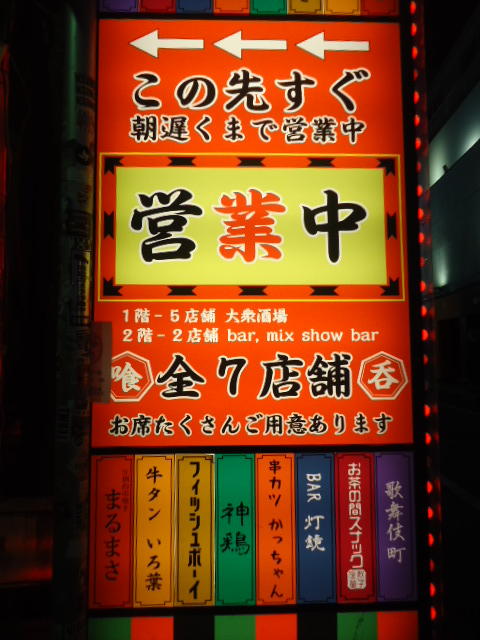 この先すぐ
朝遅くまで営業中
営業中
1階-5店舗 大衆酒場
2階-2店舗 bar, mix show bar
喰 全7店舗 呑
お席たくさんご用意あります
まるまさ
牛タン いろ葉
フィッシュボーイ
神鶏
串カツ かっちゃん
BAR 灯鏡
お茶の間スナック
歌舞伎町